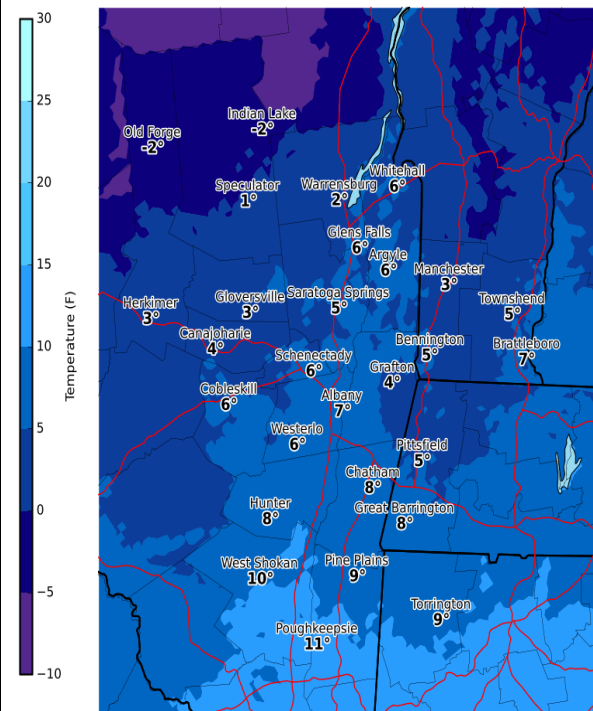 30
25
20
15
10
5
0
−5
−10
Temperature (F)
Indian Lake
-2°
Old Forge
-2°
Whitehall
6°
Speculator
1°
Warrensburg
2°
Glens Falls
6°
Argyle
6°
Manchester
3°
Saratoga Springs
5°
Gloversville
3°
Herkimer
3°
Townshend
5°
Canajoharie
4°
Bennington
5°
Brattleboro
7°
Schenectady
6°
Grafton
4°
Cobleskill
6°
Albany
7°
Westerlo
6°
Pittsfield
5°
Chatham
8°
Hunter
8°
Great Barrington
8°
West Shokan
10°
Pine Plains
9°
Torrington
9°
Poughkeepsie
11°